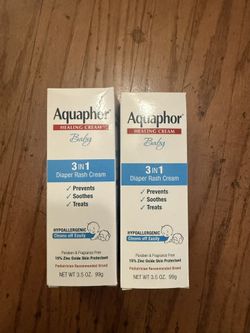 Aquaphor
HEALING CREAM
Baby
3 IN 1
Diaper Rash Cream
✓ Prevents
✓ Soothes
✓ Treats
HYPOALLERGENIC
Cleans off Easily
Paraben & Fragrance Free
15% Zinc Oxide Skin Protectant
Pediatrician Recommended Brand
NET WT 3.5 OZ. 99g
Aquaphor
HEALING CREAM
Baby
3 IN 1
Diaper Rash Cream
✓ Prevents
✓ Soothes
✓ Treats
HYPOALLERGENIC
Cleans off Easily
Paraben & Fragrance Free
15% Zinc Oxide Skin Protectant
Pediatrician Recommended Brand
NET WT 3.5 OZ. 99g